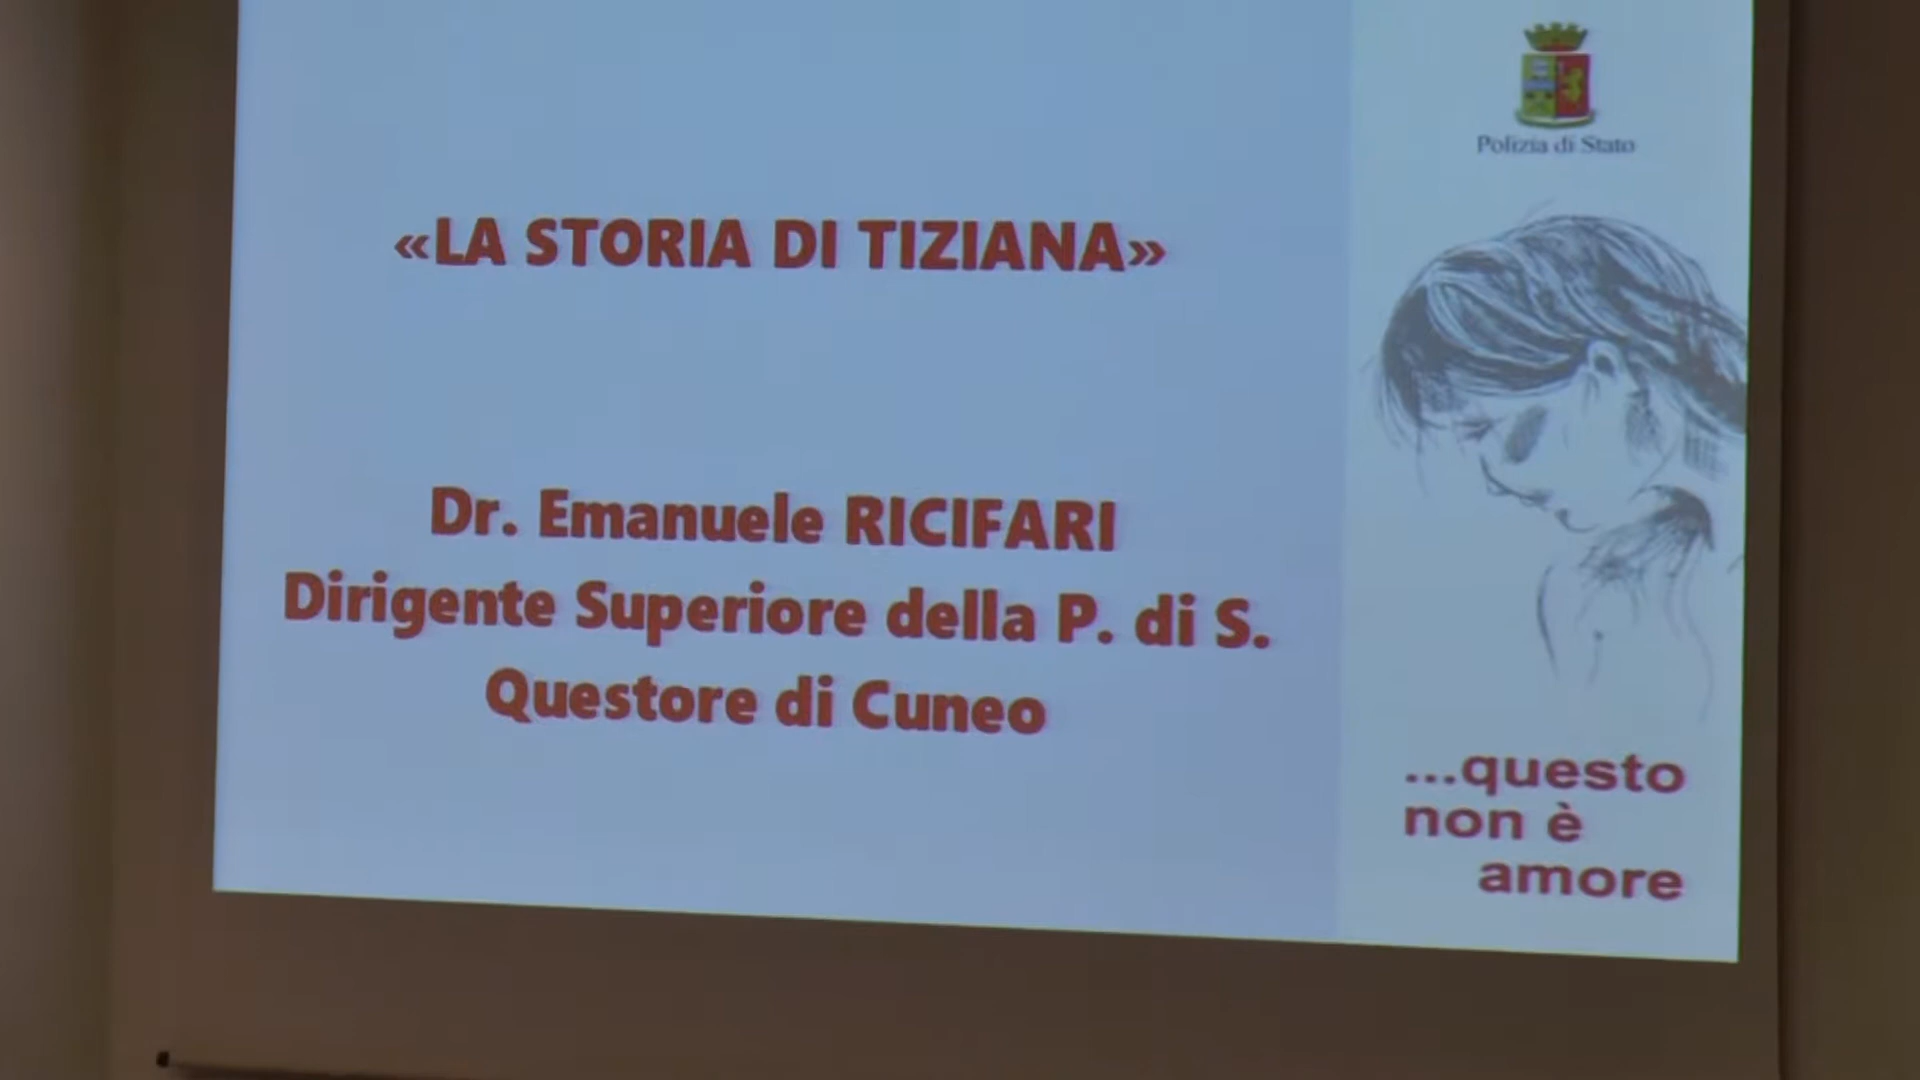 «LA STORIA DI TIZIANA»
Dr. Emanuele RICIFARI
Dirigente Superiore della P. di S.
Questore di Cuneo
Polizia di Stato
...questo
non è
amore